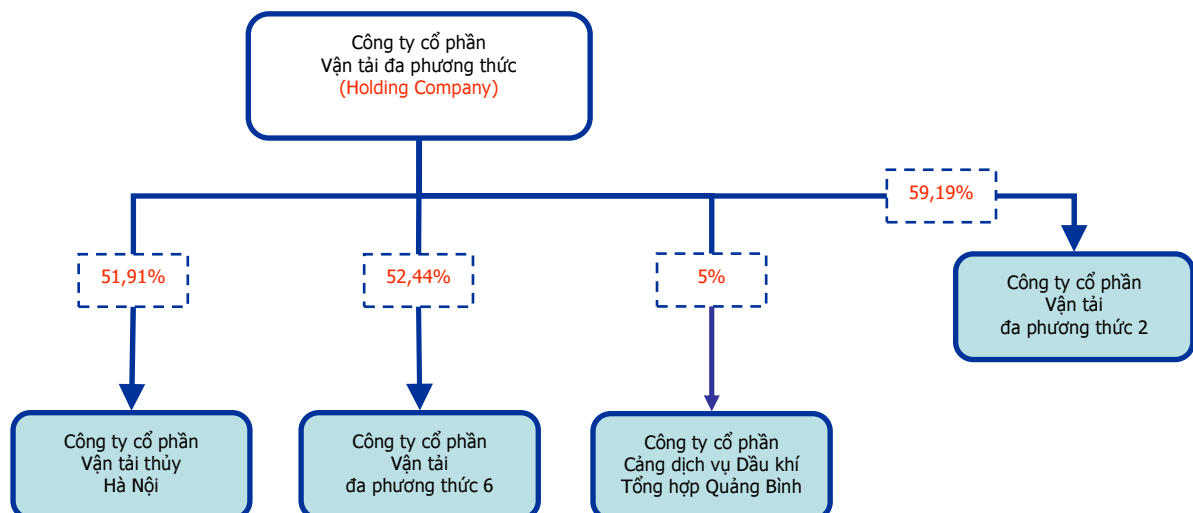 Công ty cổ phần
Vận tải đa phương thức
(Holding Company)
59,19%
51,91%
52,44%
5%
Công ty cổ phần
Vận tải
đa phương thức 2
Công ty cổ phần
Vận tải thủy
Hà Nội
Công ty cổ phần
Vận tải
đa phương thức 6
Công ty cổ phần
Cảng dịch vụ Dầu khí
Tổng hợp Quảng Bình